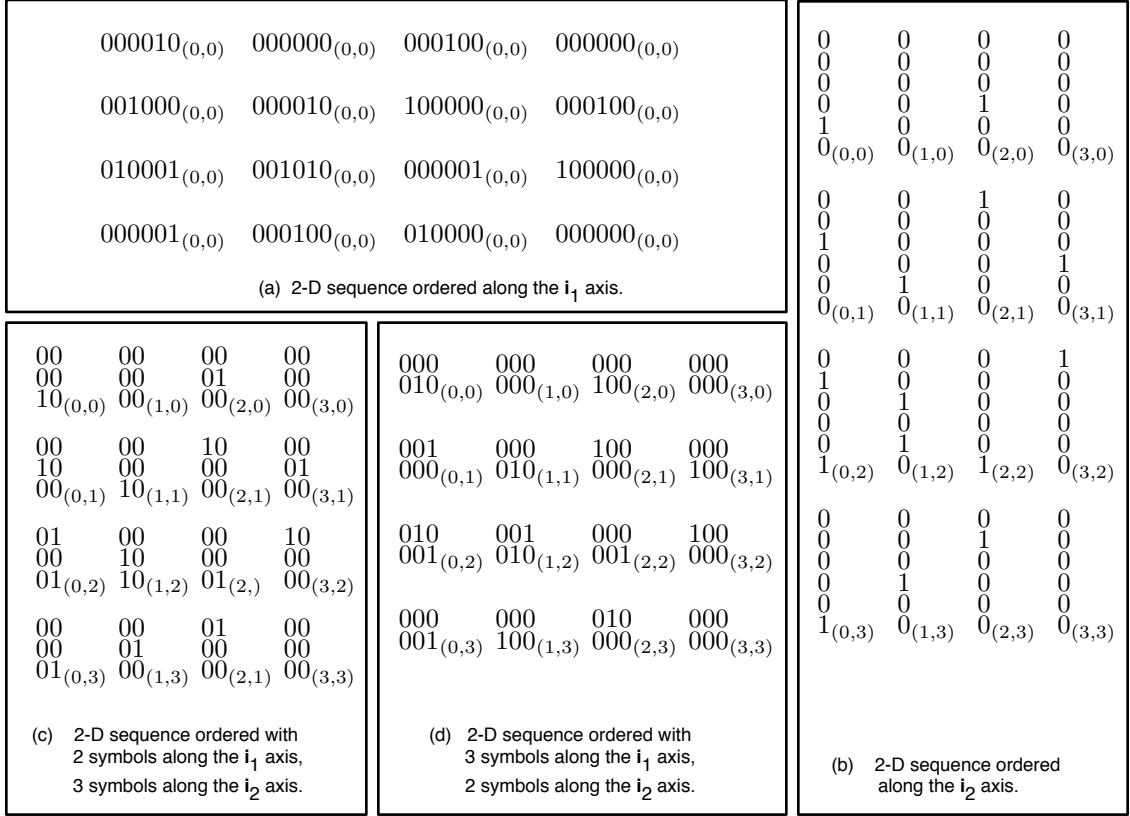 000010(0,0) 000000(0,0) 000100(0,0) 000000(0,0)
001000(0,0) 000010(0,0) 100000(0,0) 000100(0,0)
010001(0,0) 001010(0,0) 000001(0,0) 100000(0,0)
000001(0,0) 000100(0,0) 010000(0,0) 000000(0,0)
(a) 2-D sequence ordered along the i1 axis.
00 00 00 00
00 00 01 00
10(0,0) 00(1,0) 00(2,0) 00(3,0)
00 00 10 00
10 00 00 01
00(0,1) 10(1,1) 00(2,1) 00(3,1)
01 00 00 10
00 10 00 00
01(0,2) 10(1,2) 01(2,) 00(3,2)
00 00 01 00
00 01 00 00
01(0,3) 00(1,3) 00(2,1) 00(3,3)
(c) 2-D sequence ordered with
2 symbols along the i1 axis,
3 symbols along the i2 axis.
000 000 000 000
010(0,0) 000(1,0) 100(2,0) 000(3,0)
001 000 100 000
000(0,1) 010(1,1) 000(2,1) 100(3,1)
010 001 000 100
001(0,2) 010(1,2) 001(2,2) 000(3,2)
000 000 010 000
001(0,3) 100(1,3) 000(2,3) 000(3,3)
(d) 2-D sequence ordered with
3 symbols along the i1 axis,
2 symbols along the i2 axis.
0 0 0 0
0 0 0 0
0 0 0 0
0 0 1 0
1 0 0 0
0(0,0) 0(1,0) 0(2,0) 0(3,0)
0 0 1 0
0 0 0 0
1 0 0 0
0 0 0 1
0 1 0 0
0(0,1) 0(1,1) 0(2,1) 0(3,1)
0 0 0 1
1 0 0 0
0 1 0 0
0 0 0 0
0 1 0 0
1(0,2) 0(1,2) 1(2,2) 0(3,2)
0 0 0 0
0 0 1 0
0 0 0 0
0 1 0 0
0 0 0 0
1(0,3) 0(1,3) 0(2,3) 0(3,3)
(b) 2-D sequence ordered
along the i2 axis.